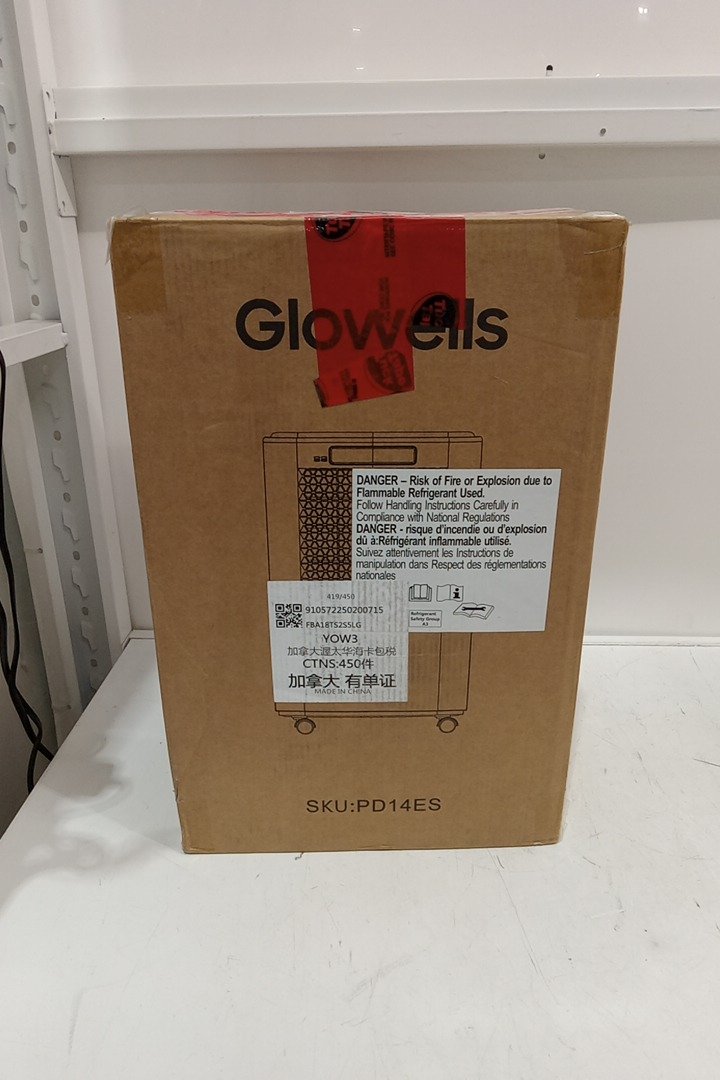 Glowells
DANGER – Risk of Fire or Explosion due to
Flammable Refrigerant Used.
Follow Handling Instructions Carefully in
Compliance with National Regulations
DANGER - risque d'incendie ou d'explosion
dû à:Réfrigérant inflammable utilisé.
Suivez attentivement les Instructions de
manipulation dans Respect des réglementations
nationales
Refrigerant
Safety Group
A3
419/450
910572250200715
FBA18TS2S5LG
YOW3
加拿大渥太华海卡包税
CTNS:450件
加拿大 有单证
MADE IN CHINA
SKU:PD14ES